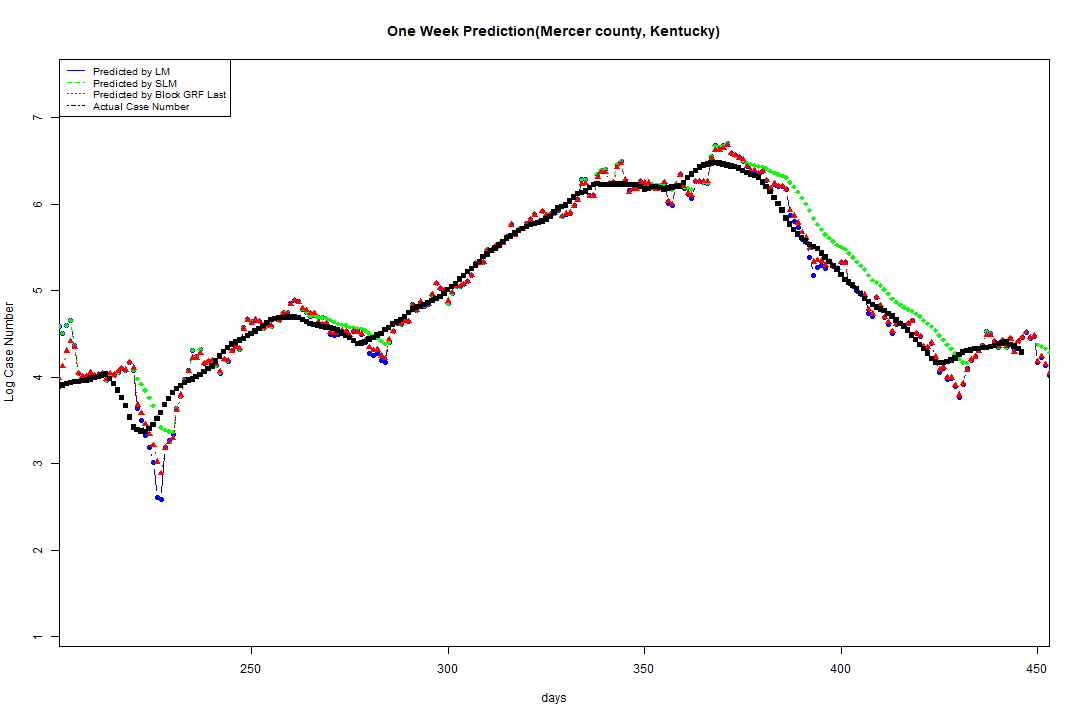 One Week Prediction(Mercer county, Kentucky)
Predicted by LM
Predicted by SLM
Predicted by Block GRF Last
Actual Case Number
Log Case Number
7
6
5
4
3
2
1
250 300 350 400 450
days